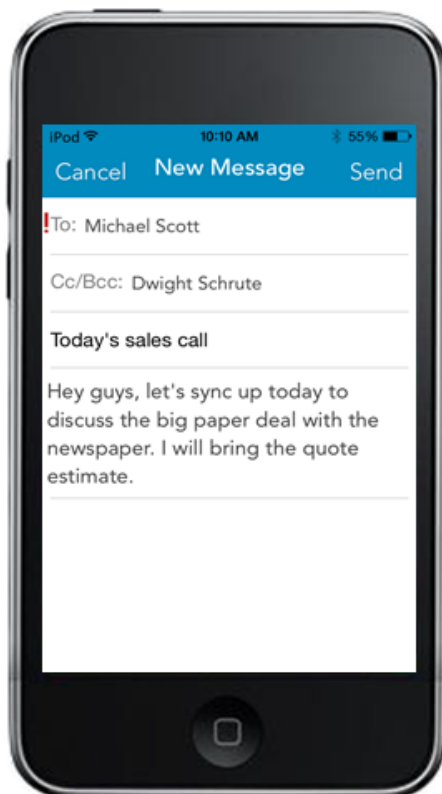 iPod 10:10 AM 55%
Cancel New Message Send
!To: Michael Scott
Cc/Bcc: Dwight Schrute
Today's sales call
Hey guys, let's sync up today to
discuss the big paper deal with the
newspaper. I will bring the quote
estimate.